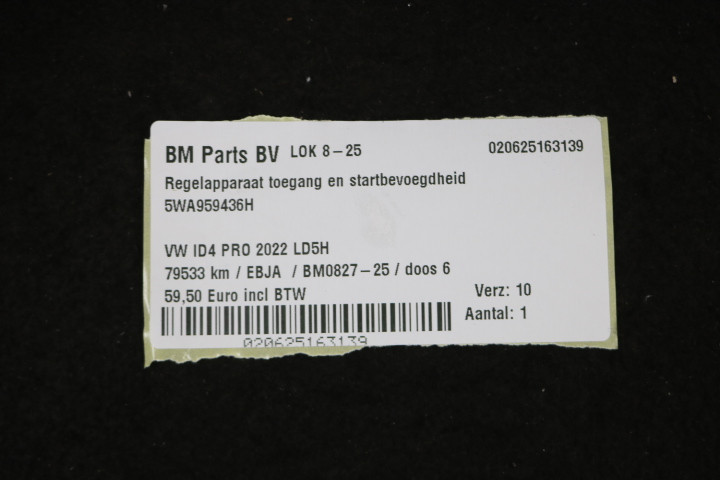 BM Parts BV LOK 8-25 020625163139
Regelapparaat toegang en startbevoegdheid
5WA959436H
VW ID4 PRO 2022 LD5H
79533 km / EBJA / BM0827-25 / doos 6
59,50 Euro incl BTW Verz: 10
Aantal: 1
020625163139